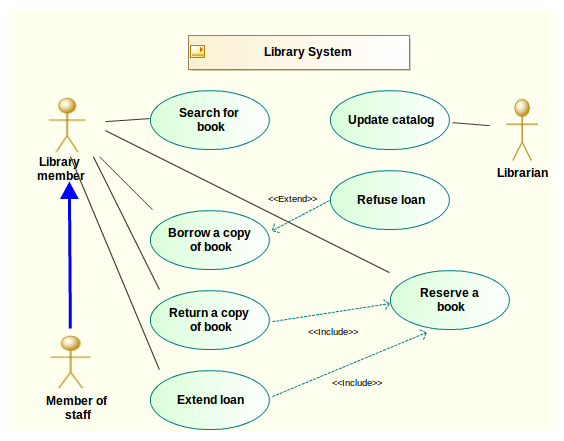 Library System
Search for
book
Update catalog
Library
member
Librarian
<<Extend>>
Refuse loan
Borrow a copy
of book
Reserve a
book
Return a copy
of book
<<Include>>
<<Include>>
Member of
staff
Extend loan